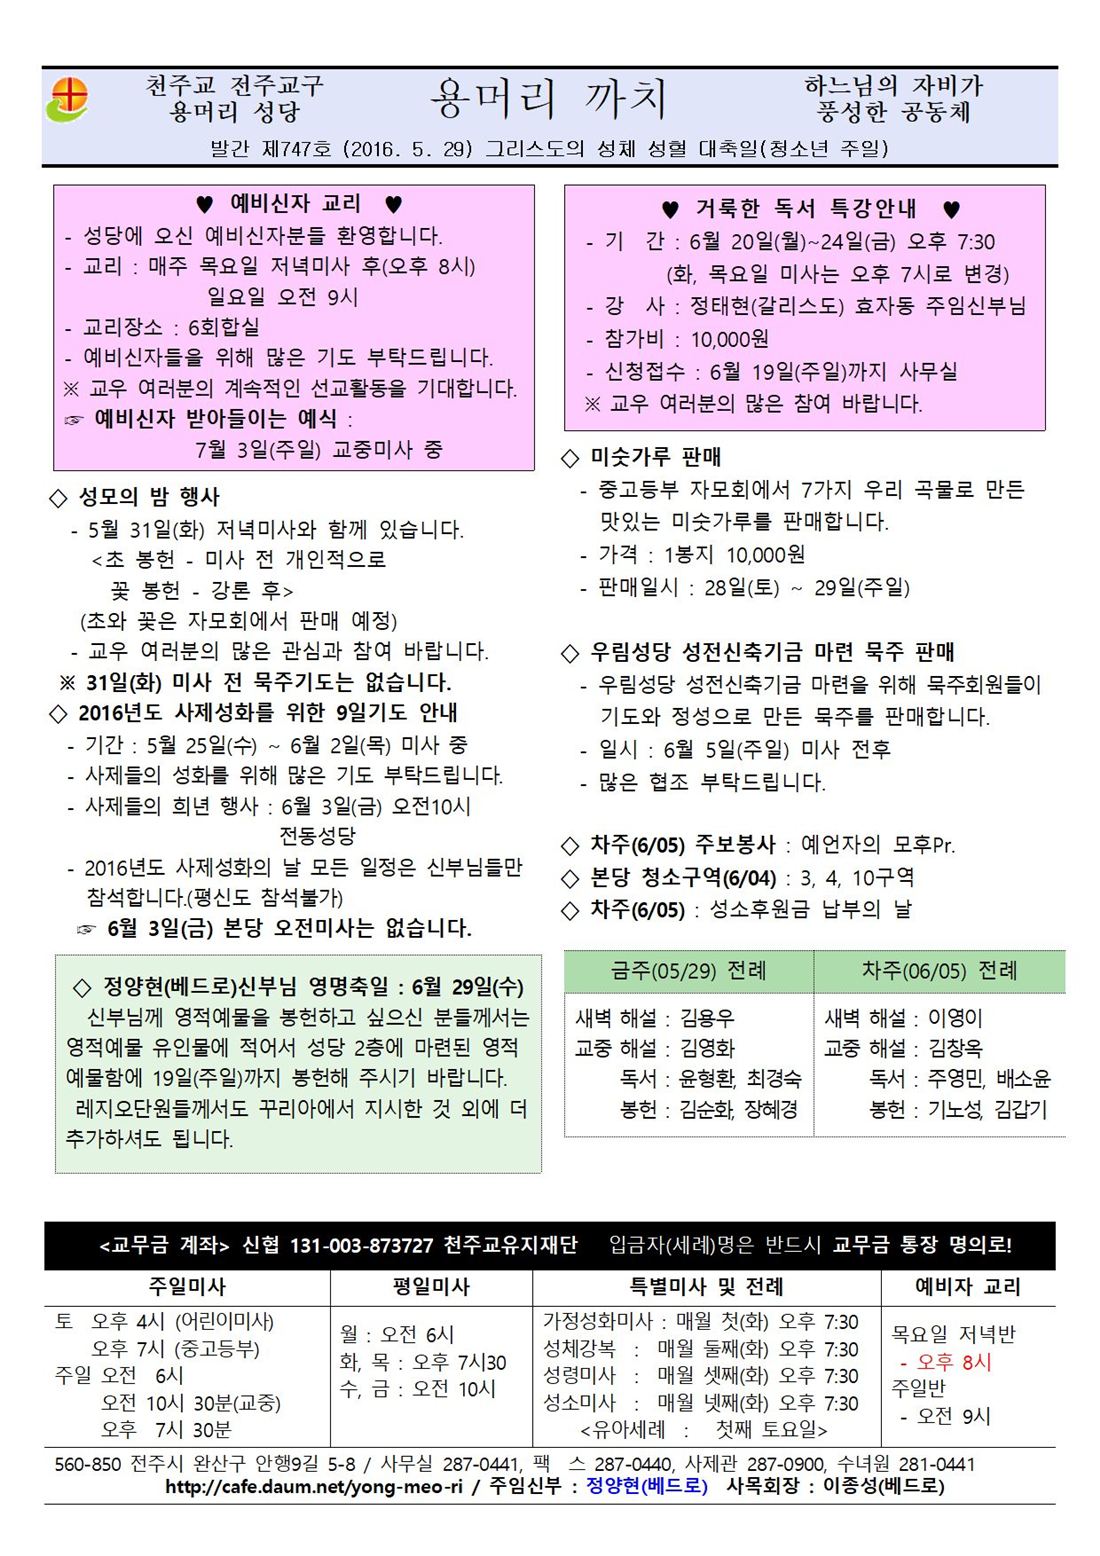 천주교 전주교구
용머리 성당
용머리 까치
하느님의 자비가
풍성한 공동체
발간 제747호 (2016. 5. 29) 그리스도의 성체 성혈 대축일(청소년 주일)
♥ 예비신자 교리 ♥
- 성당에 오신 예비신자분들 환영합니다.
- 교리 : 매주 목요일 저녁미사 후(오후 8시)
일요일 오전 9시
- 교리장소 : 6회합실
- 예비신자들을 위해 많은 기도 부탁드립니다.
※ 교우 여러분의 계속적인 선교활동을 기대합니다.
☞ 예비신자 받아들이는 예식 :
7월 3일(주일) 교중미사 중
◇ 성모의 밤 행사
- 5월 31일(화) 저녁미사와 함께 있습니다.
<초 봉헌 - 미사 전 개인적으로
꽃 봉헌 - 강론 후>
(초와 꽃은 자모회에서 판매 예정)
- 교우 여러분의 많은 관심과 참여 바랍니다.
※ 31일(화) 미사 전 묵주기도는 없습니다.
◇ 2016년도 사제성화를 위한 9일기도 안내
- 기간 : 5월 25일(수) ~ 6월 2일(목) 미사 중
- 사제들의 성화를 위해 많은 기도 부탁드립니다.
- 사제들의 희년 행사 : 6월 3일(금) 오전10시
전동성당
- 2016년도 사제성화의 날 모든 일정은 신부님들만
참석합니다.(평신도 참석불가)
☞ 6월 3일(금) 본당 오전미사는 없습니다.
◇ 정양현(베드로)신부님 영명축일 : 6월 29일(수)
신부님께 영적예물을 봉헌하고 싶으신 분들께서는
영적예물 유인물에 적어서 성당 2층에 마련된 영적
예물함에 19일(주일)까지 봉헌해 주시기 바랍니다.
레지오단원들께서도 꾸리아에서 지시한 것 외에 더
추가하셔도 됩니다.
♥ 거룩한 독서 특강안내 ♥
- 기 간 : 6월 20일(월)~24일(금) 오후 7:30
(화, 목요일 미사는 오후 7시로 변경)
- 강 사 : 정태현(갈리스도) 효자동 주임신부님
- 참가비 : 10,000원
- 신청접수 : 6월 19일(주일)까지 사무실
※ 교우 여러분의 많은 참여 바랍니다.
◇ 미숫가루 판매
- 중고등부 자모회에서 7가지 우리 곡물로 만든
맛있는 미숫가루를 판매합니다.
- 가격 : 1봉지 10,000원
- 판매일시 : 28일(토) ~ 29일(주일)
◇ 우림성당 성전신축기금 마련 묵주 판매
- 우림성당 성전신축기금 마련을 위해 묵주회원들이
기도와 정성으로 만든 묵주를 판매합니다.
- 일시 : 6월 5일(주일) 미사 전후
- 많은 협조 부탁드립니다.
◇ 차주(6/05) 주보봉사 : 예언자의 모후Pr.
◇ 본당 청소구역(6/04) : 3, 4, 10구역
◇ 차주(6/05) : 성소후원금 납부의 날
금주(05/29) 전례
새벽 해설 : 김용우
교중 해설 : 김영화
독서 : 윤형환, 최경숙
봉헌 : 김순화, 장혜경
차주(06/05) 전례
새벽 해설 : 이영이
교중 해설 : 김창옥
독서 : 주영민, 배소윤
봉헌 : 기노성, 김갑기
<교무금 계좌> 신협 131-003-873727 천주교유지재단 입금자(세례)명은 반드시 교무금 통장 명의로!
주일미사
토 오후 4시 (어린이미사)
오후 7시 (중고등부)
주일 오전 6시
오전 10시 30분(교중)
오후 7시 30분
평일미사
월 : 오전 6시
화, 목 : 오후 7시30
수, 금 : 오전 10시
특별미사 및 전례
가정성화미사 : 매월 첫(화) 오후 7:30
성체강복 : 매월 둘째(화) 오후 7:30
성령미사 : 매월 셋째(화) 오후 7:30
성소미사 : 매월 넷째(화) 오후 7:30
<유아세례 : 첫째 토요일>
예비자 교리
목요일 저녁반
- 오후 8시
주일반
- 오전 9시
560-850 전주시 완산구 안행9길 5-8 / 사무실 287-0441, 팩 스 287-0440, 사제관 287-0900, 수녀원 281-0441
http://cafe.daum.net/yong-meo-ri / 주임신부 : 정양현(베드로) 사목회장 : 이종성(베드로)